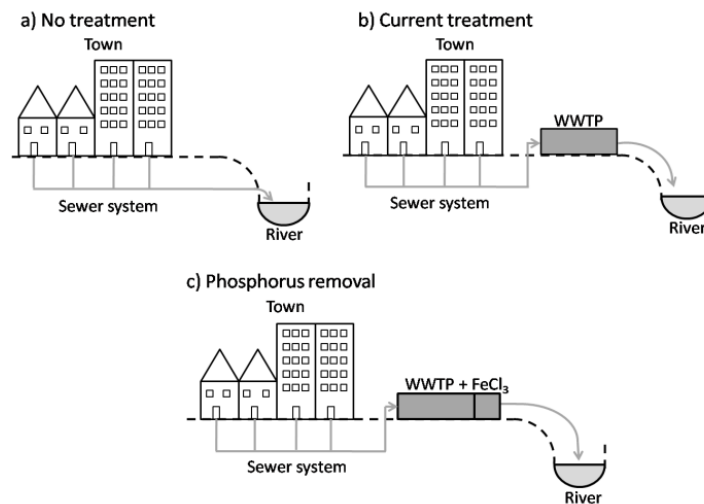 a) No treatment
Town
Sewer system
River
b) Current treatment
Town
WWTP
Sewer system
River
c) Phosphorus removal
Town
WWTP + FeCl₃
Sewer system
River